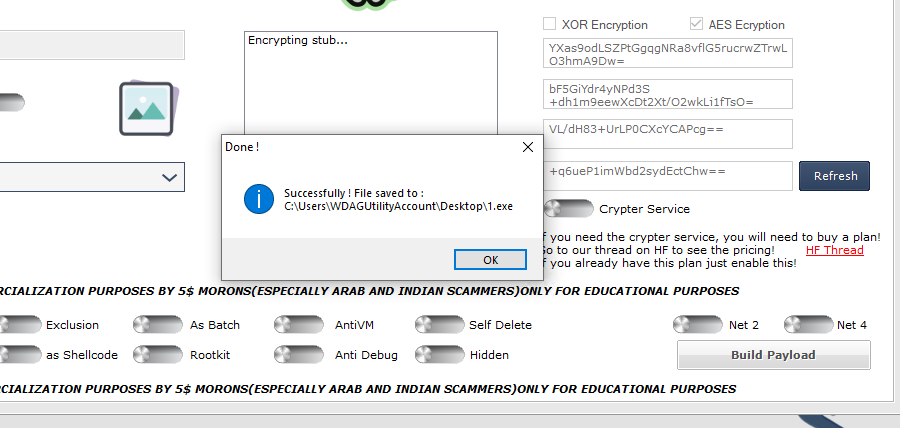 XOR Encryption
AES Ecryption
Encrypting stub...
YXas9odLSZPtGgqgNRa8vflG5rucrwZTrwL
O3hmA9Dw=
bF5GiYdr4yNPd3S
+dh1m9eewXcDt2Xt/O2wkLi1fTsO=
VL/dH83+UrLP0CXcYCAPcg==
+q6ueP1imWbd2sydEctChw==
Refresh
Done !
Successfully ! File saved to :
C:\Users\WDAGUtilityAccount\Desktop\1.exe
OK
Crypter Service
f you need the crypter service, you will need to buy a plan!
Go to our thread on HF to see the pricing!
HF Thread
f you already have this plan just enable this!
RCIALIZATION PURPOSES BY 5$ MORONS(ESPECIALLY ARAB AND INDIAN SCAMMERS)ONLY FOR EDUCATIONAL PURPOSES
Exclusion
As Batch
AntiVM
Self Delete
Net 2
Net 4
as Shellcode
Rootkit
Anti Debug
Hidden
Build Payload
RCIALIZATION PURPOSES BY 5$ MORONS(ESPECIALLY ARAB AND INDIAN SCAMMERS)ONLY FOR EDUCATIONAL PURPOSES